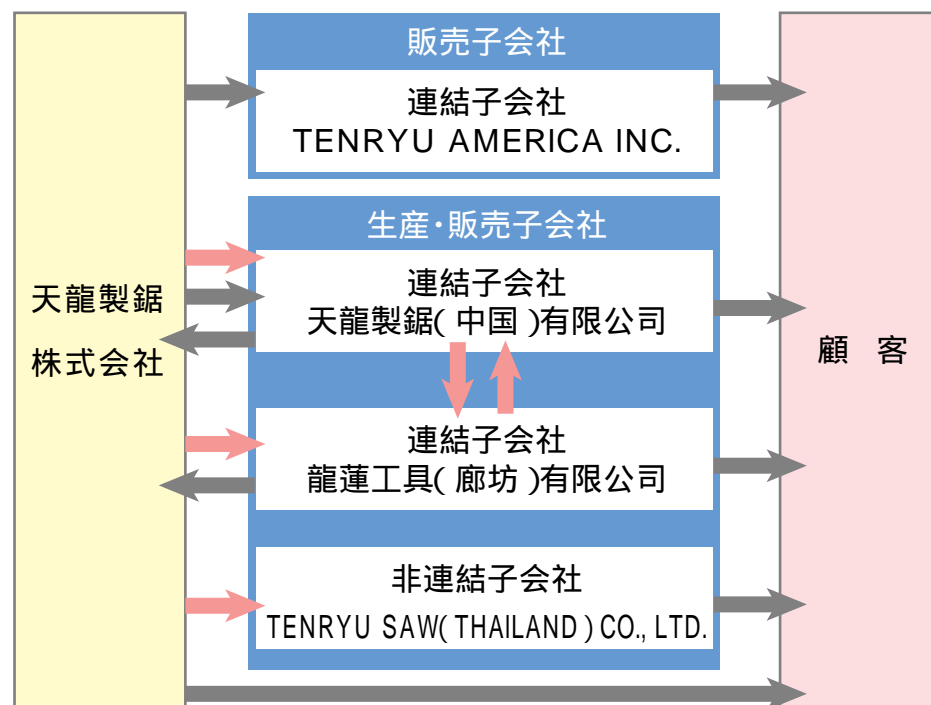 販売子会社
連結子会社
TENRYU AMERICA INC.
生産・販売子会社
連結子会社
天龍製鋸(中国)有限公司
天龍製鋸
株式会社
顧 客
連結子会社
龍蓮工具(廊坊)有限公司
非連結子会社
TENRYU SAW(THAILAND)CO.,LTD.